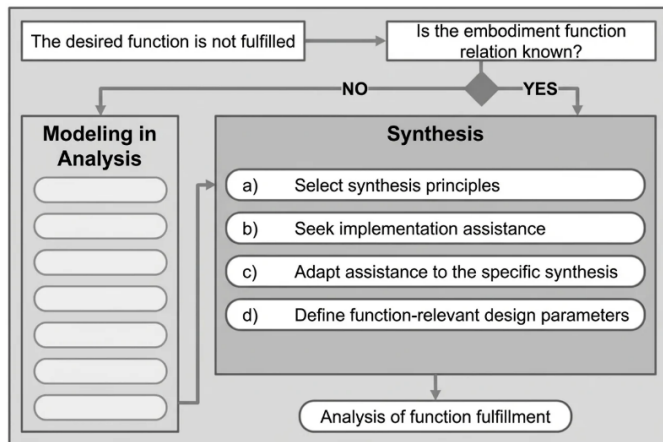 The desired function is not fulfilled
Is the embodiment function
relation known?
NO
YES
Modeling in
Analysis
Synthesis
a) Select synthesis principles
b) Seek implementation assistance
c) Adapt assistance to the specific synthesis
d) Define function-relevant design parameters
Analysis of function fulfillment